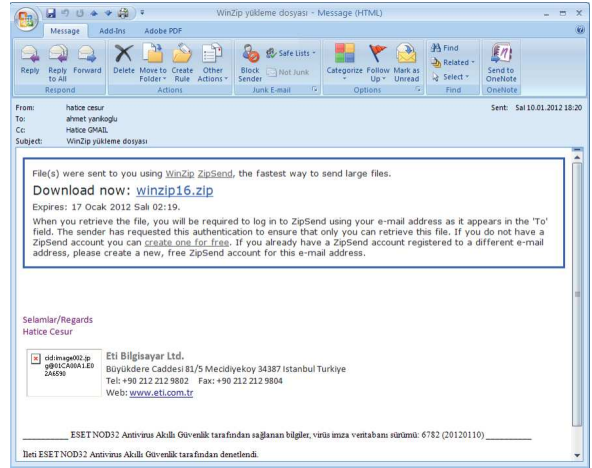 WinZip yükleme dosyası - Message (HTML)
Message Add-Ins Adobe PDF
Reply Reply to All Forward Delete Move to Folder Create Rule Other Actions Block Sender Safe Lists Not Junk Categorize Follow Up Mark as Unread Find Related Select Send to OneNote
Respond Actions Junk E-mail Options Find OneNote
From: hatice cesur Sent: Sal 10.01.2012 18:20
To: ahmet yanikoglu
Cc: Hatice GMAIL
Subject: WinZip yükleme dosyası
File(s) were sent to you using WinZip ZipSend, the fastest way to send large files.
Download now: winzip16.zip
Expires: 17 Ocak 2012 Salı 02:19.
When you retrieve the file, you will be required to log in to ZipSend using your e-mail address as it appears in the 'To'
field. The sender has requested this authentication to ensure that only you can retrieve this file. If you do not have a
ZipSend account you can create one for free. If you already have a ZipSend account registered to a different e-mail
address, please create a new, free ZipSend account for this e-mail address.
Selamlar/Regards
Hatice Cesur
cid:image002.jp
g@01CA00A1.E0
2A6590
Eti Bilgisayar Ltd.
Büyükdere Caddesi 81/5 Mecidiyekoy 34387 Istanbul Turkiye
Tel: +90 212 212 9802 Fax: +90 212 212 9804
Web: www.eti.com.tr
__________ ESET NOD32 Antivirus Akıllı Güvenlik tarafından sağlanan bilgiler, virüs imza veritabanı sürümü: 6782 (20120110) __________
İleti ESET NOD32 Antivirus Akıllı Güvenlik tarafından denetlendi.